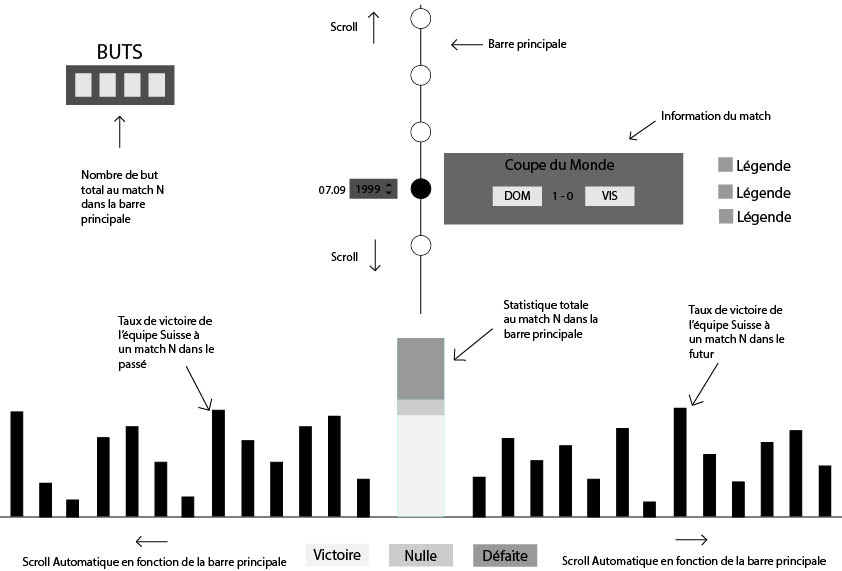 Scroll
Barre principale
BUTS
Information du match
Coupe du Monde
DOM 1 - 0 VIS
Légende
Légende
Légende
Nombre de but
total au match N
dans la barre
principale
07.09 1999
Scroll
Taux de victoire de
l'équipe Suisse à
un match N dans le
passé
Statistique totale
au match N dans la
barre principale
Taux de victoire de
l'équipe Suisse à
un match N dans le
futur
Scroll Automatique en fonction de la barre principale
Victoire
Nulle
Défaite
Scroll Automatique en fonction de la barre principale